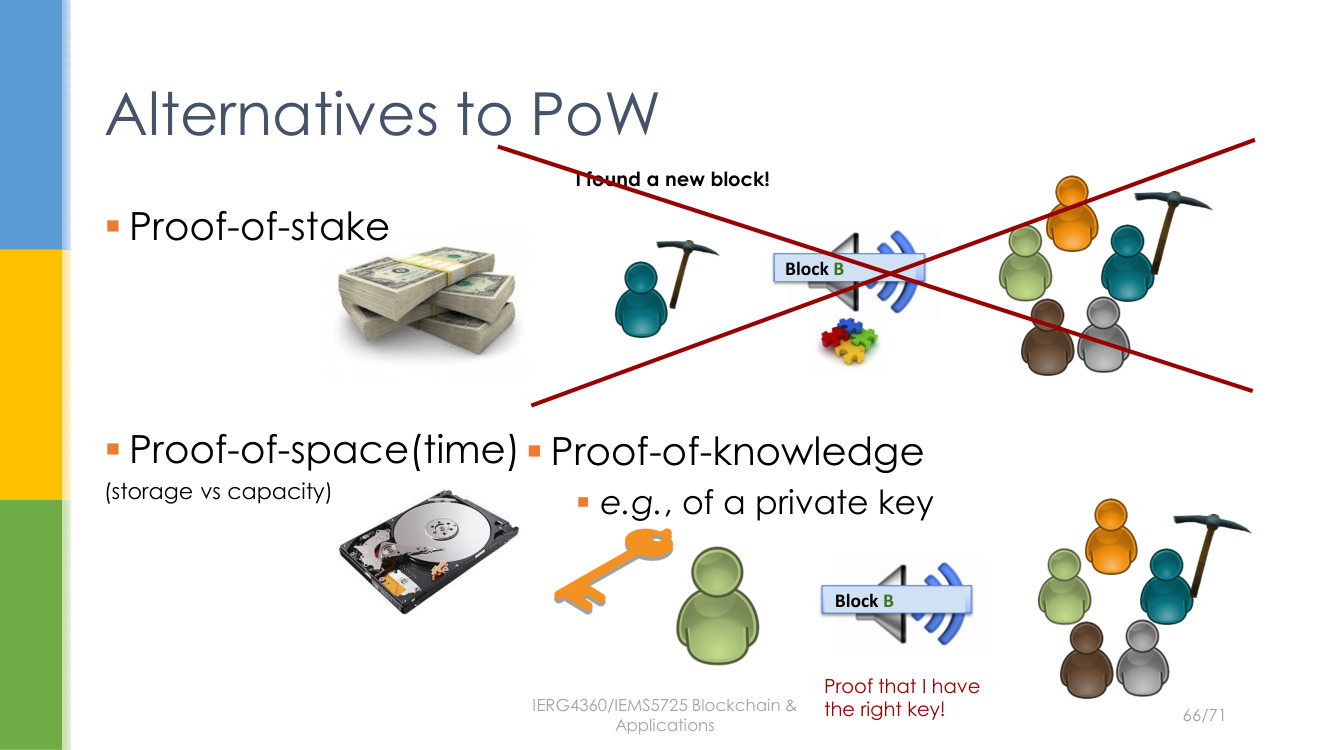 Alternatives to PoW
I found a new block!
▪ Proof-of-stake
Block B
▪ Proof-of-space(time)
(storage vs capacity)
▪ Proof-of-knowledge
▪ e.g., of a private key
Block B
Proof that I have
the right key!
IERG4360/IEMS5725 Blockchain &
Applications
66/71